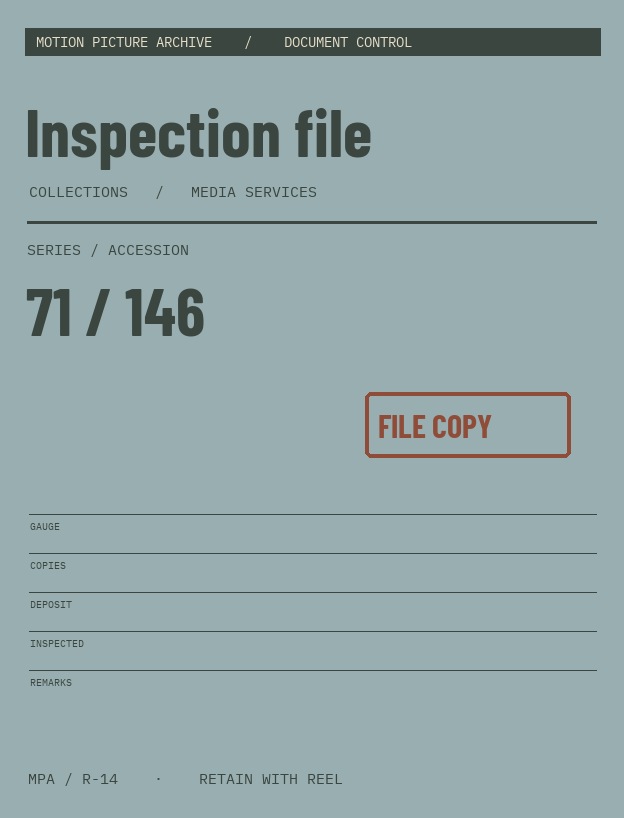 MOTION PICTURE ARCHIVE / DOCUMENT CONTROL
Inspection file
COLLECTIONS / MEDIA SERVICES
SERIES / ACCESSION
71 / 146
FILE COPY
GAUGE
COPIES
DEPOSIT
INSPECTED
REMARKS
MPA / R-14 · RETAIN WITH REEL